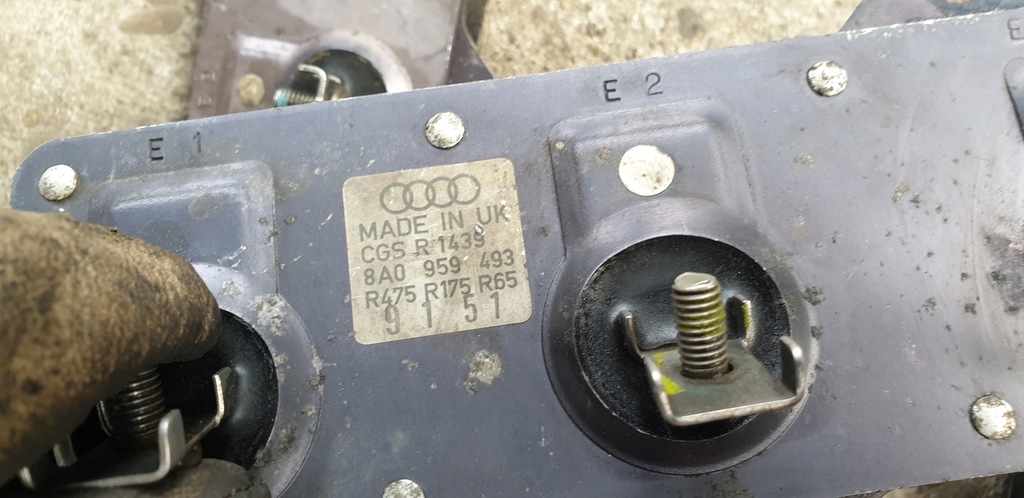 E 1
E 2
E
MADE IN UK
CGS R 1439
8A0 959 493
R475 R175 R65
9151